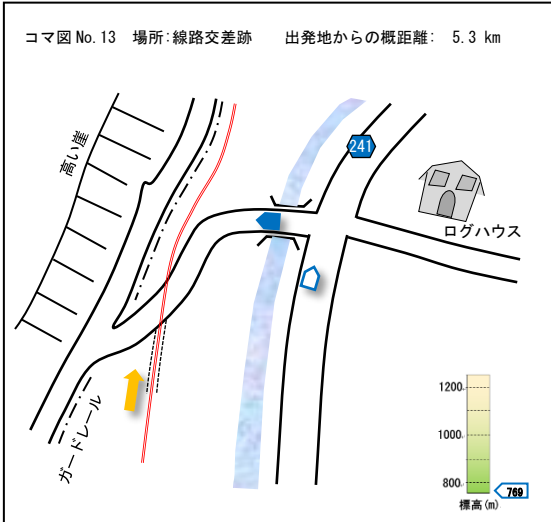 コマ図 No.13 場所:線路交差跡 出発地からの概距離: 5.3 km
高い崖
241
ログハウス
ガードレール
1200
1000
800
769
標高(m)